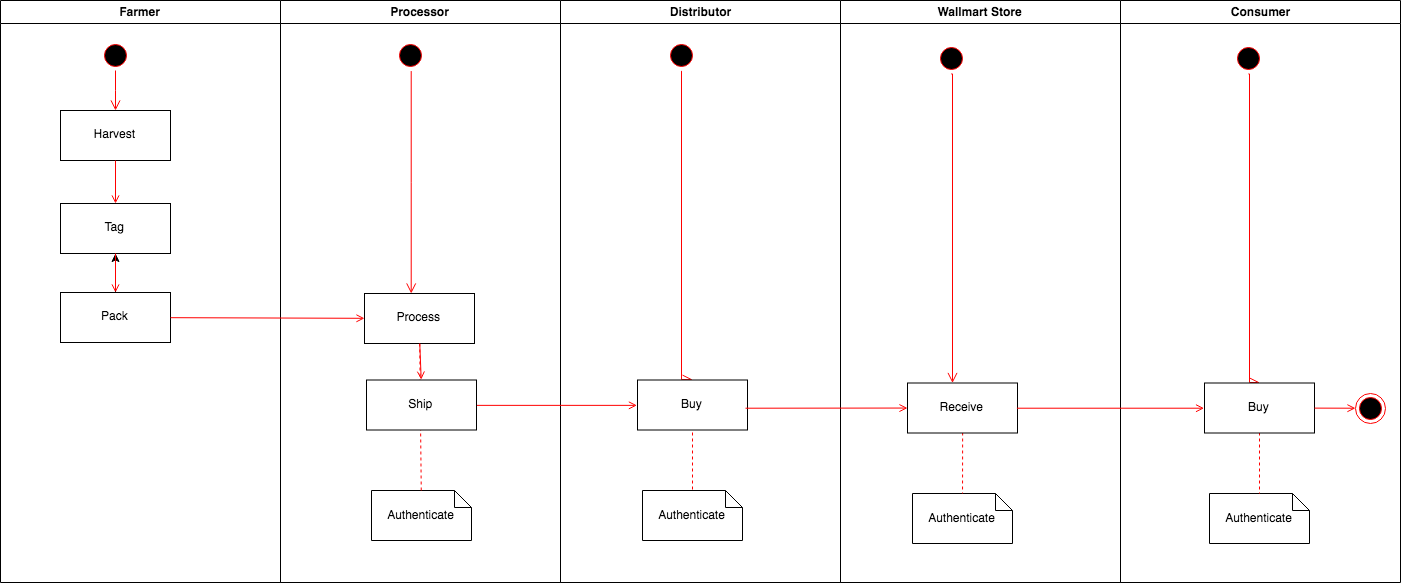 Farmer
Processor
Distributor
Wallmart Store
Consumer
Harvest
Tag
Pack
Process
Ship
Buy
Receive
Buy
Authenticate
Authenticate
Authenticate
Authenticate